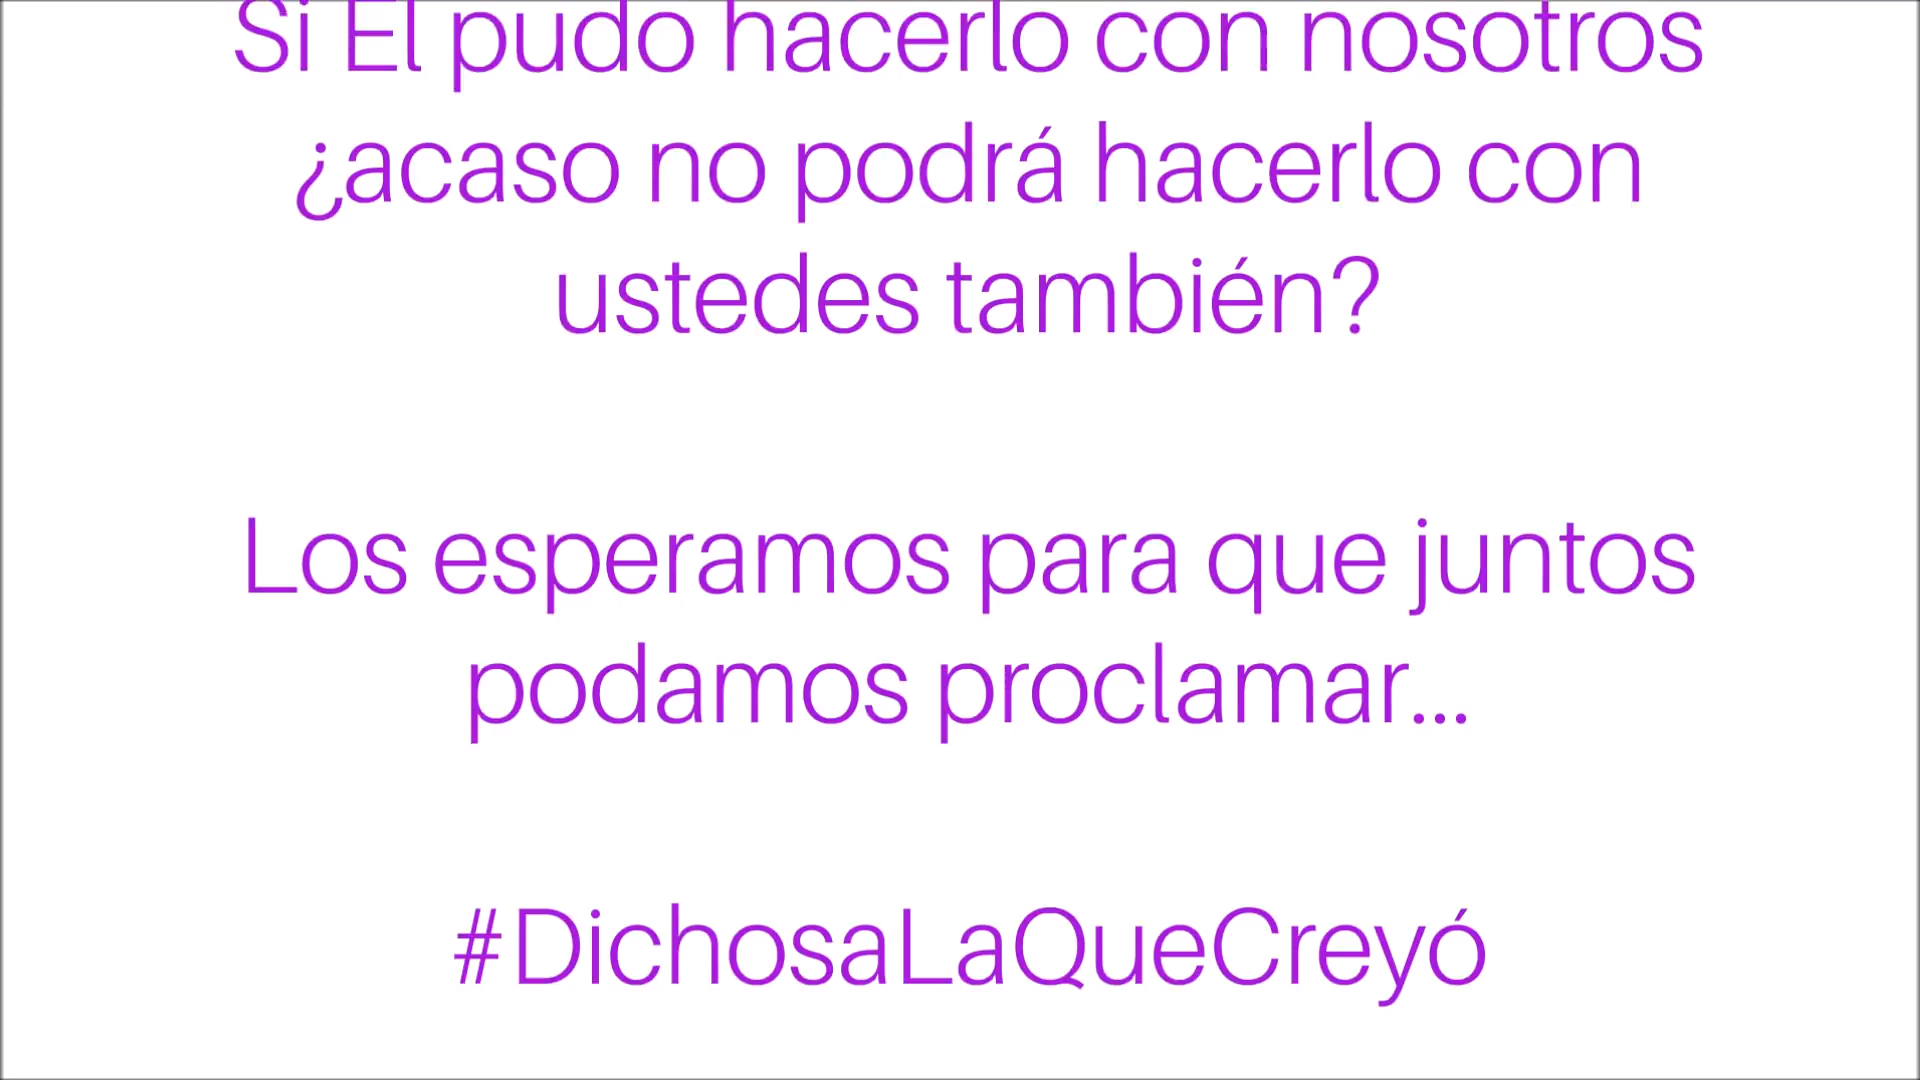 Si El pudo hacerlo con nosotros
¿acaso no podrá hacerlo con
ustedes también?
Los esperamos para que juntos
podamos proclamar...
#DichosaLaQueCreyó